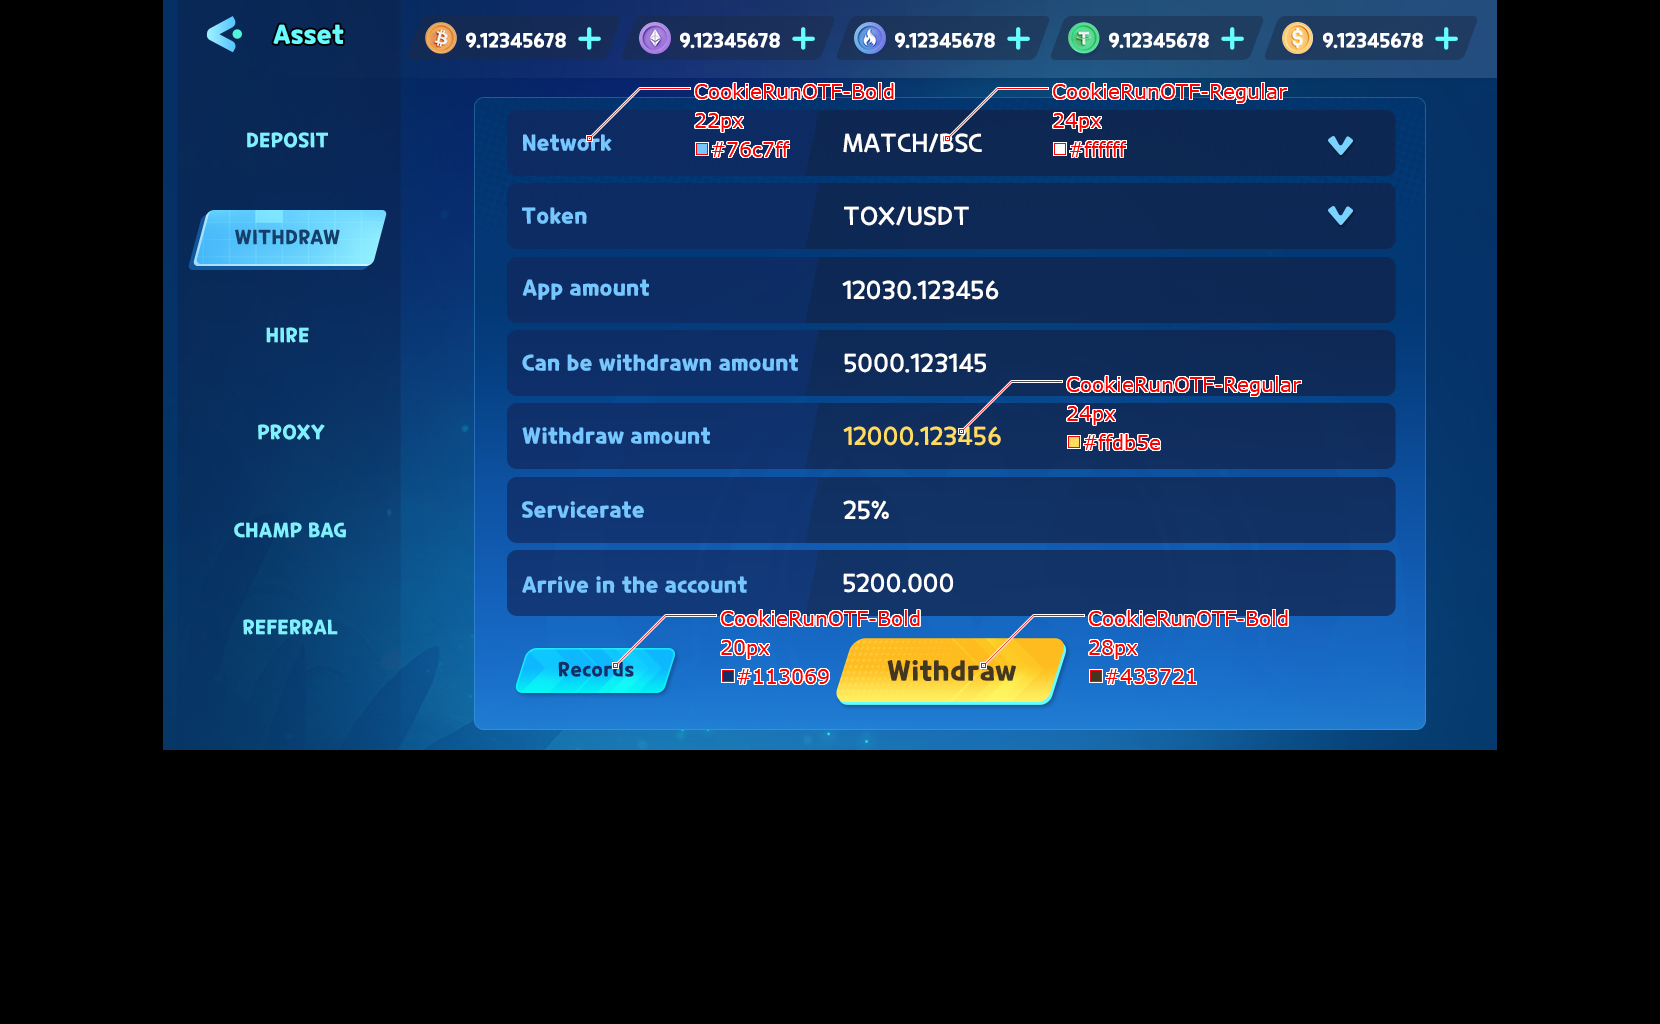 Asset
9.12345678
9.12345678
9.12345678
9.12345678
9.12345678
DEPOSIT
WITHDRAW
HIRE
PROXY
CHAMP BAG
REFERRAL
CookieRunOTF-Bold
22px
#76c7ff
CookieRunOTF-Regular
24px
#ffffff
Network
MATCH/BSC
Token
TOX/USDT
App amount
12030.123456
Can be withdrawn amount
5000.123145
CookieRunOTF-Regular
24px
#ffdb5e
Withdraw amount
12000.123456
Servicerate
25%
Arrive in the account
5200.000
CookieRunOTF-Bold
20px
#113069
CookieRunOTF-Bold
28px
#433721
Records
Withdraw